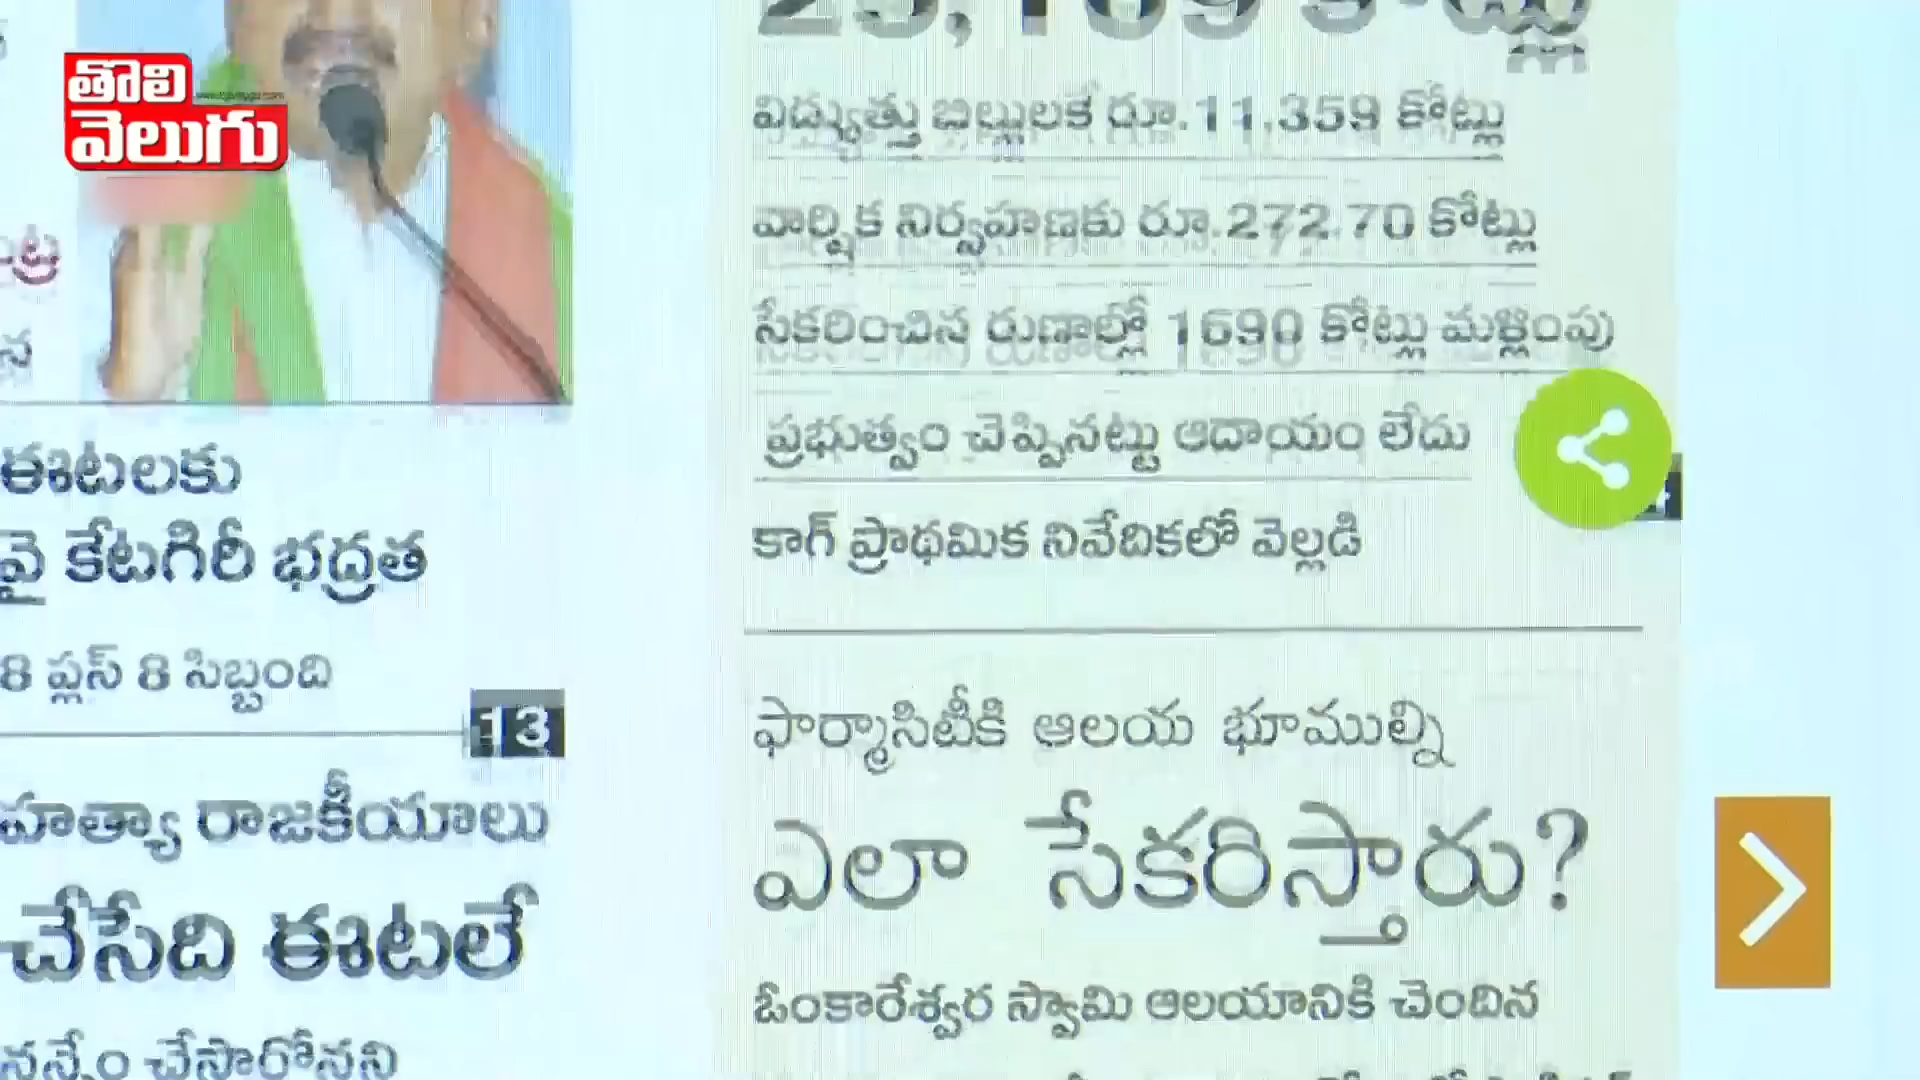 తొలి
వెలుగు
ఈటలకు
వై కేటగిరీ భద్రత
8 ప్లస్ 8 సిబ్బంది
13
హత్యా రాజకీయాలు
చేసేది ఈటలే
విద్యుత్తు బిల్లులకే రూ.11,359 కోట్లు
వార్షిక నిర్వహణకు రూ.272.70 కోట్లు
సేకరించిన రుణాల్లో 1690 కోట్లు మళ్లింపు
ప్రభుత్వం చెప్పినట్టు ఆదాయం లేదు
కాగ్ ప్రాథమిక నివేదికలో వెల్లడి
ఫార్మాసిటీకి ఆలయ భూముల్ని
ఎలా సేకరిస్తారు?
ఓంకారేశ్వర స్వామి ఆలయానికి చెందిన